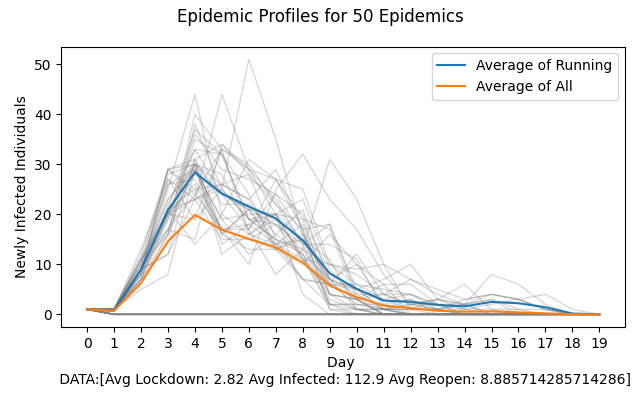 Epidemic Profiles for 50 Epidemics
Average of Running
Average of All
Newly Infected Individuals
50
40
30
20
10
0
0 1 2 3 4 5 6 7 8 9 10 11 12 13 14 15 16 17 18 19
Day
DATA:[Avg Lockdown: 2.82 Avg Infected: 112.9 Avg Reopen: 8.885714285714286]